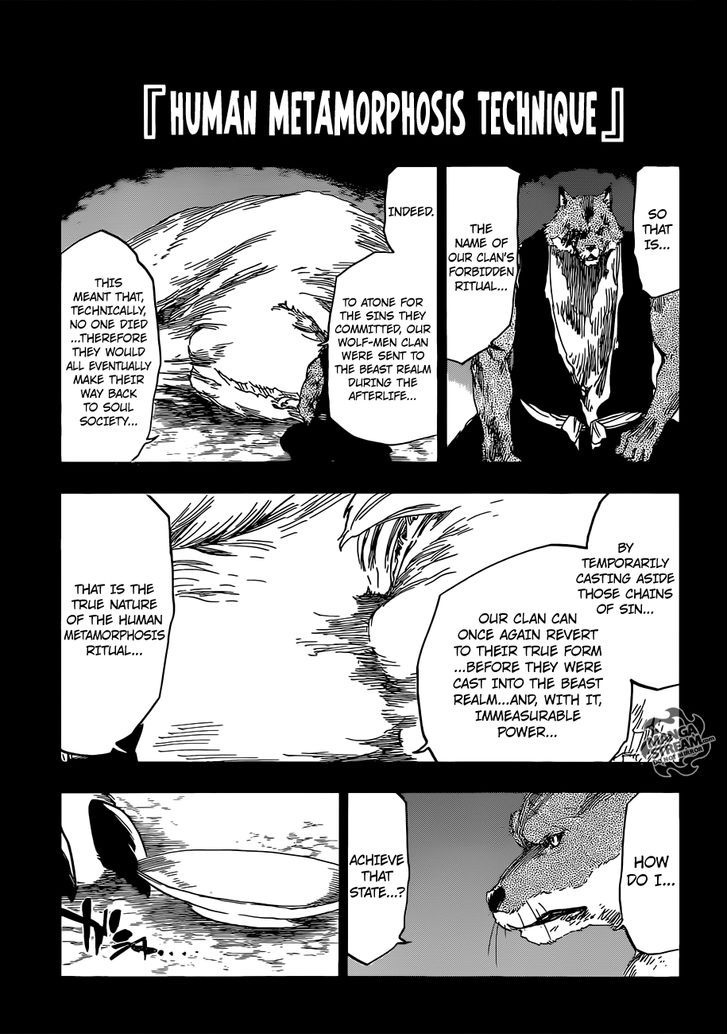 『HUMAN METAMORPHOSIS TECHNIQUE』
SO
THAT
IS...
THE
NAME OF
OUR CLAN'S
FORBIDDEN
RITUAL...
INDEED.
TO ATONE FOR
THE SINS THEY
COMMITTED, OUR
WOLF-MEN CLAN
WERE SENT TO
THE BEAST REALM
DURING THE
AFTERLIFE...
THIS
MEANT THAT,
TECHNICALLY,
NO ONE DIED
...THEREFORE
THEY WOULD
ALL EVENTUALLY
MAKE THEIR
WAY BACK
TO SOUL
SOCIETY...
BY
TEMPORARILY
CASTING ASIDE
THOSE CHAINS
OF SIN...
OUR CLAN CAN
ONCE AGAIN REVERT
TO THEIR TRUE FORM
...BEFORE THEY WERE
CAST INTO THE BEAST
REALM...AND, WITH IT,
IMMEASURABLE
POWER...
THAT IS THE
TRUE NATURE
OF THE HUMAN
METAMORPHOSIS
RITUAL...
MANGA
STREAM
.com
HOW
DO I...
ACHIEVE
THAT
STATE...?